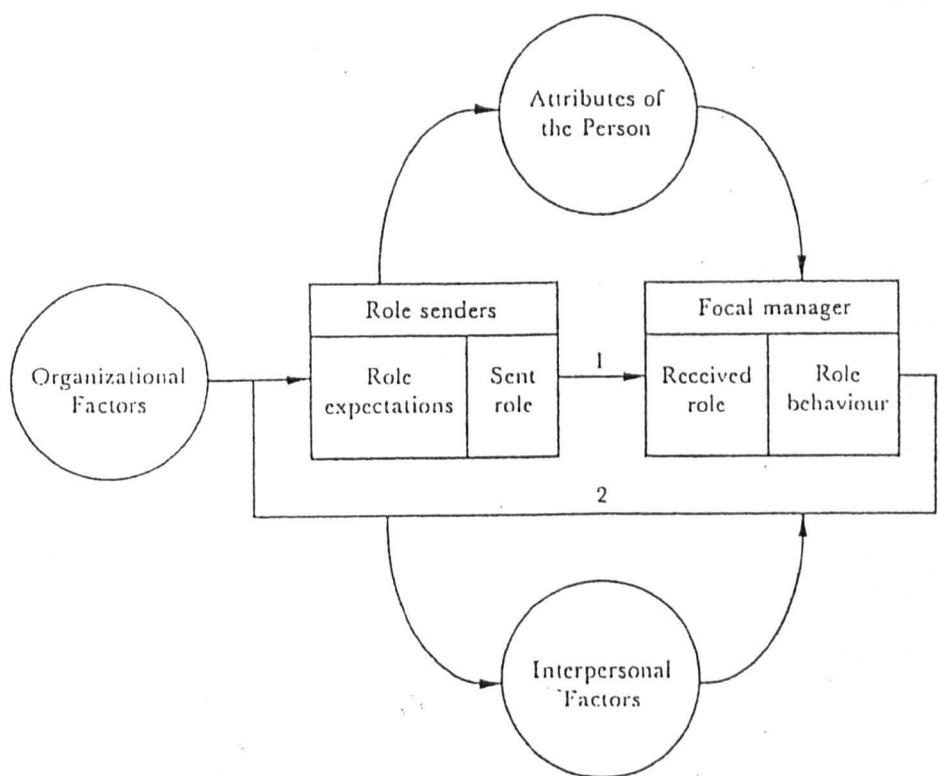 Attributes of
the Person
Role senders
Focal manager
Organizational
Factors
Role
expectations
Sent
role
1
Received
role
Role
behaviour
2
Interpersonal
Factors